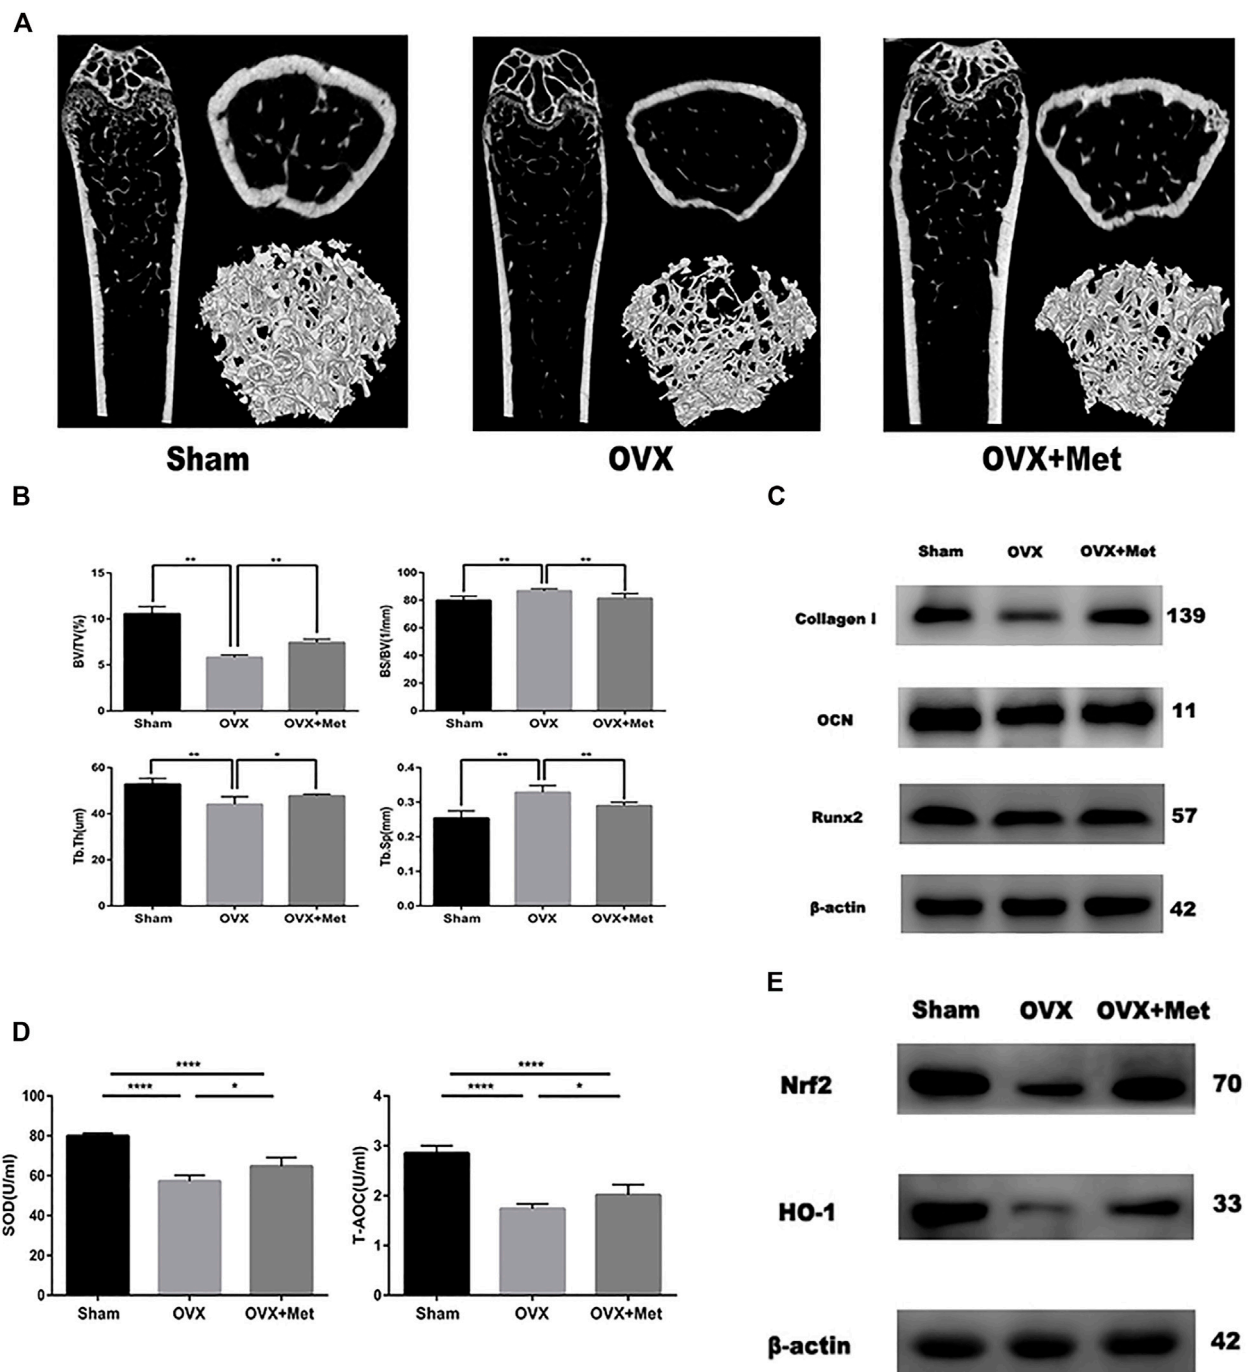 A
Sham
OVX
OVX+Met
B
** **
15
10
5
0
BV/TV(%)
Sham OVX OVX+Met
** **
100
80
60
40
20
0
BS/BV(1/mm)
Sham OVX OVX+Met
** *
60
40
20
0
Tb.Th(um)
Sham OVX OVX+Met
** **
0.4
0.3
0.2
0.1
0.0
Tb.Sp(mm)
Sham OVX OVX+Met
C
Sham OVX OVX+Met
Collagen I 139
OCN 11
Runx2 57
β-actin 42
D
****
**** *
100
80
60
40
20
0
SOD(U/ml)
Sham OVX OVX+Met
****
**** *
4
3
2
1
0
T-AOC(U/ml)
Sham OVX OVX+Met
E
Sham OVX OVX+Met
Nrf2 70
HO-1 33
β-actin 42